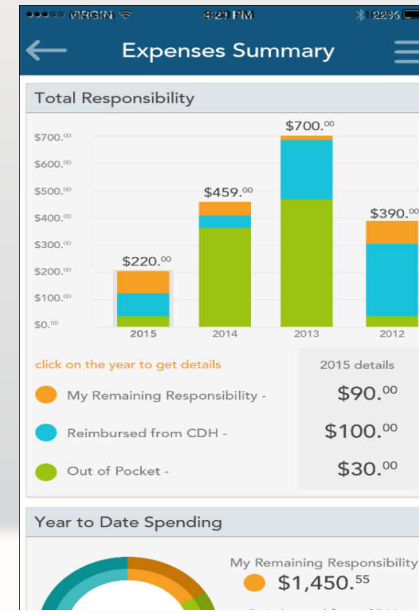 VIRGIN 4:21 PM 22%
Expenses Summary
Total Responsibility
$700.00
$700.00
$600.00
$500.00
$459.00
$400.00
$390.00
$300.00
$220.00
$200.00
$100.00
$0.00
2015 2014 2013 2012
click on the year to get details
2015 details
My Remaining Responsibility - $90.00
Reimbursed from CDH - $100.00
Out of Pocket - $30.00
Year to Date Spending
My Remaining Responsibility
$1,450.55